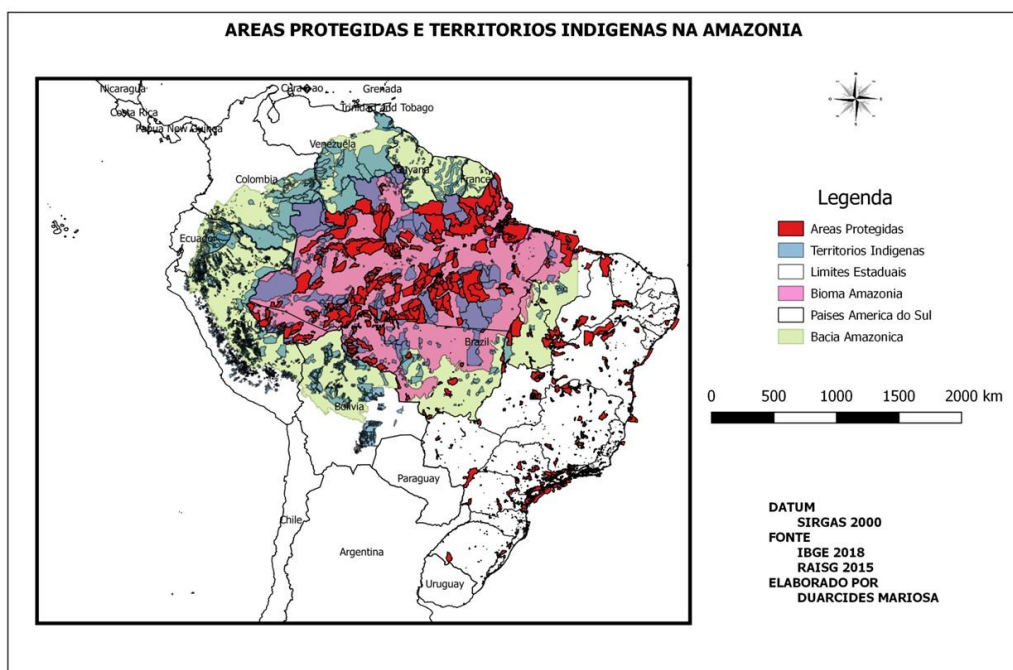 AREAS PROTEGIDAS E TERRITORIOS INDIGENAS NA AMAZONIA
Nicaragua
Cura�ao
Grenada
Costa Rica
Trinidad and Tobago
Papua New Guinea
Venezuela
Guyana
Colombia
France
Ecuador
Brazil
Bolivia
Paraguay
Chile
Argentina
Uruguay
Legenda
Areas Protegidas
Territorios Indigenas
Limites Estaduais
Bioma Amazonia
Paises America do Sul
Bacia Amazonica
0 500 1000 1500 2000 km
DATUM
SIRGAS 2000
FONTE
IBGE 2018
RAISG 2015
ELABORADO POR
DUARCIDES MARIOSA